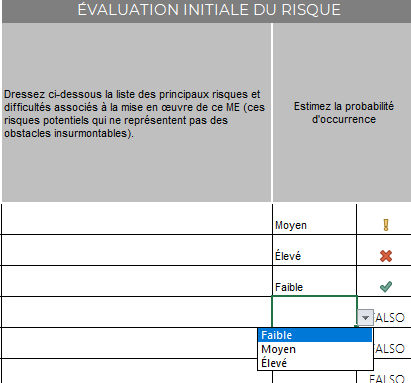 ÉVALUATION INITIALE DU RISQUE
Dressez ci-dessous la liste des principaux risques et
difficultés associés à la mise en œuvre de ce ME (ces
risques potentiels qui ne représentent pas des
obstacles insurmontables).
Estimez la probabilité
d'occurrence
Moyen
Élevé
Faible
FALSO
Faible
Moyen
Élevé
FALSO
FALSO